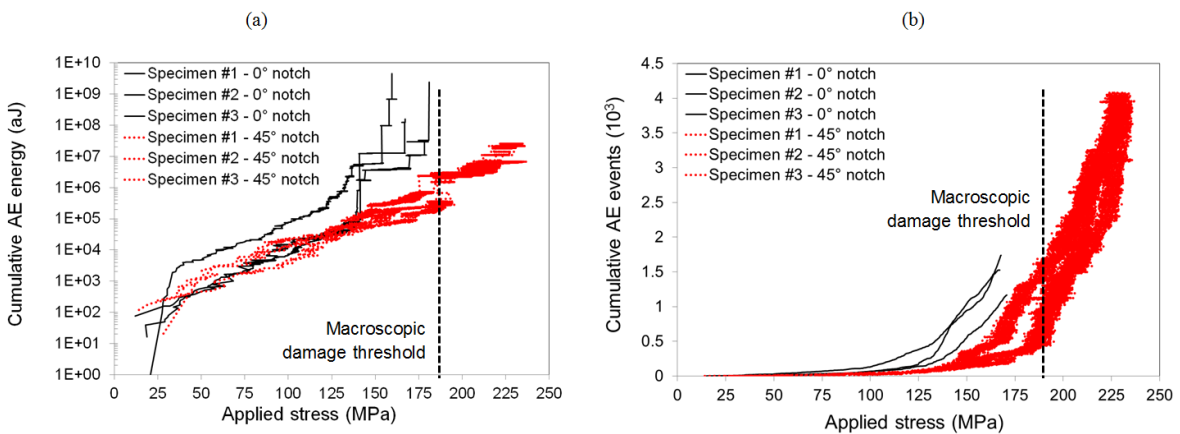 (a)
Cumulative AE energy (aJ)
1E+10
1E+09
1E+08
1E+07
1E+06
1E+05
1E+04
1E+03
1E+02
1E+01
1E+00
Specimen #1 - 0° notch
Specimen #2 - 0° notch
Specimen #3 - 0° notch
Specimen #1 - 45° notch
Specimen #2 - 45° notch
Specimen #3 - 45° notch
Macroscopic
damage threshold
0 25 50 75 100 125 150 175 200 225 250
Applied stress (MPa)
(b)
Cumulative AE events (10³)
4.5
4
3.5
3
2.5
2
1.5
1
0.5
0
Specimen #1 - 0° notch
Specimen #2 - 0° notch
Specimen #3 - 0° notch
Specimen #1 - 45° notch
Specimen #2 - 45° notch
Specimen #3 - 45° notch
Macroscopic
damage threshold
0 25 50 75 100 125 150 175 200 225 250
Applied stress (MPa)